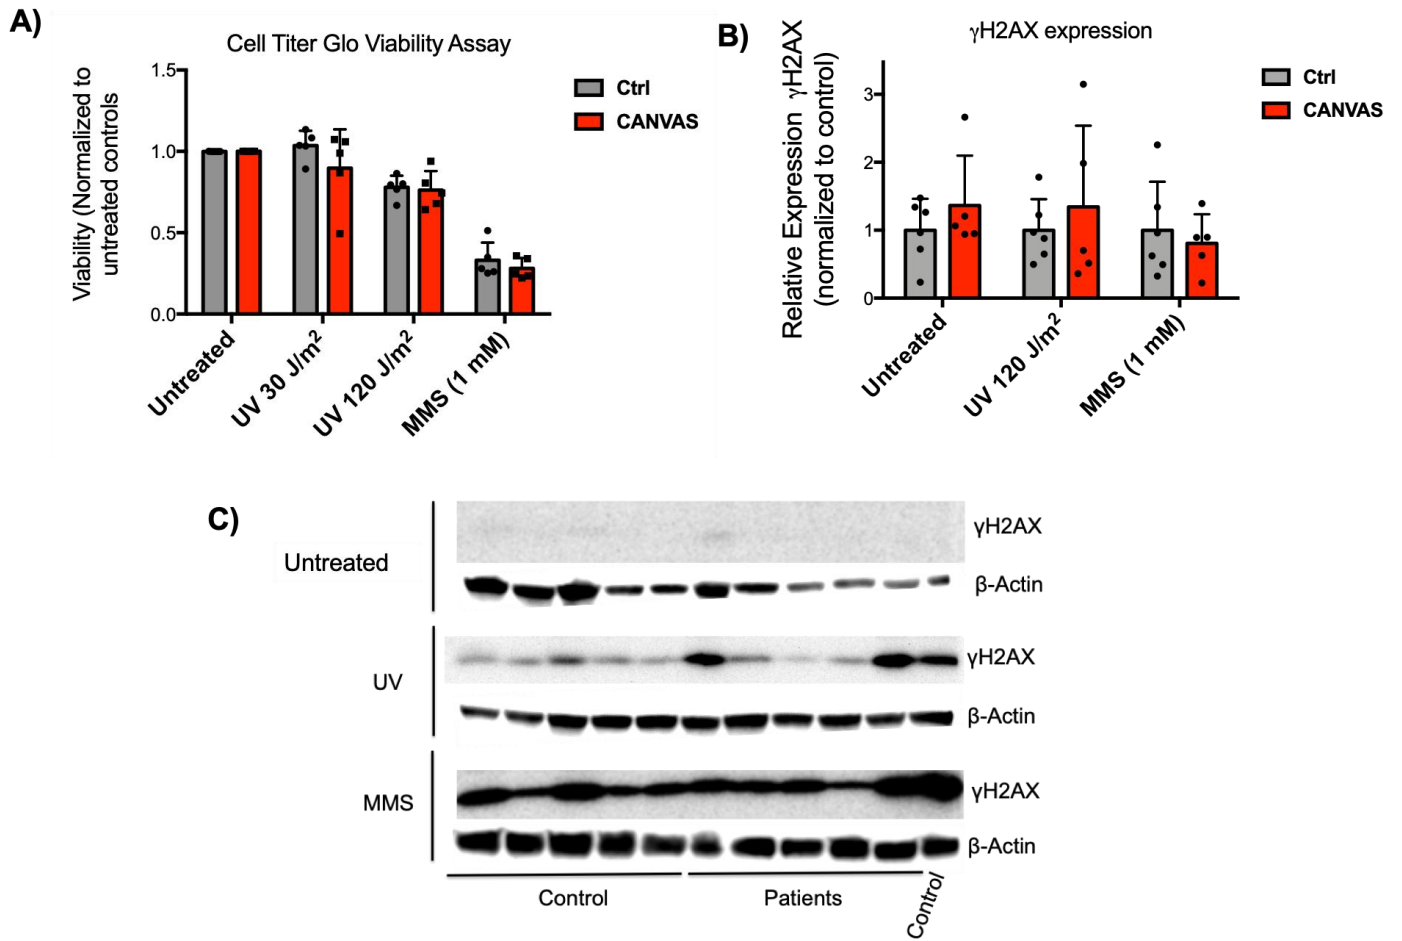 A)
Cell Titer Glo Viability Assay
Viability (Normalized to
untreated controls
1.5
1.0
0.5
0.0
Untreated
UV 30 J/m²
UV 120 J/m²
MMS (1 mM)
Ctrl
CANVAS
B)
γH2AX expression
Relative Expression γH2AX
(normalized to control)
3
2
1
0
Untreated
UV 120 J/m²
MMS (1 mM)
Ctrl
CANVAS
C)
Untreated
γH2AX
β-Actin
UV
γH2AX
β-Actin
MMS
γH2AX
β-Actin
Control
Patients
Control